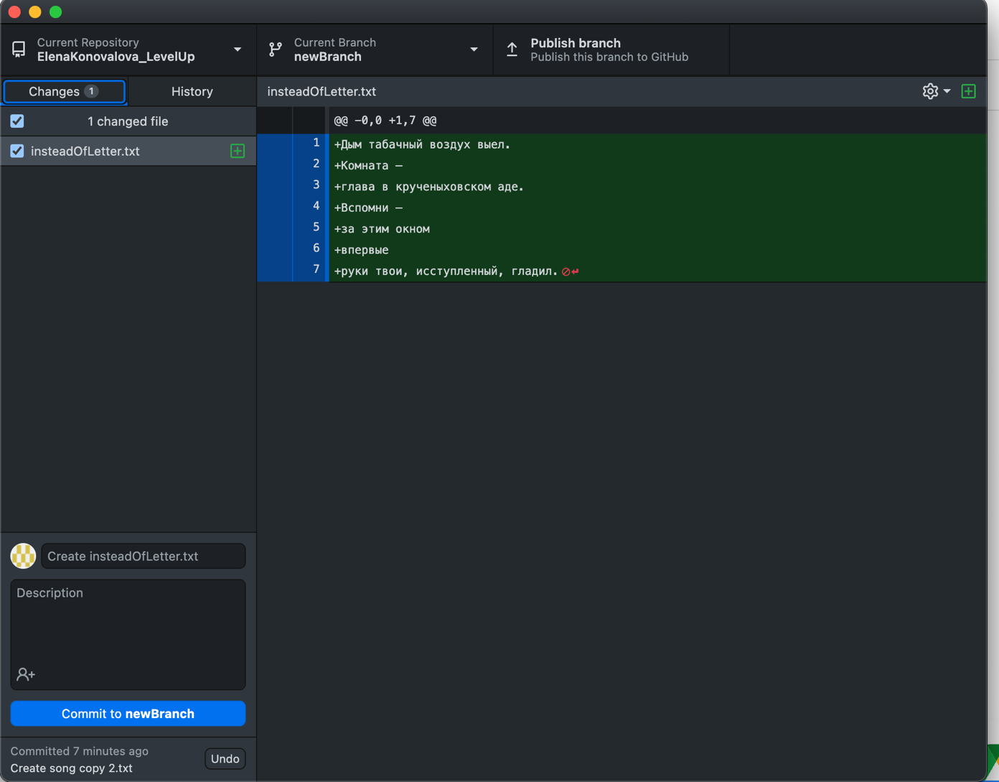 Current Repository
ElenaKonovalova_LevelUp
Current Branch
newBranch
Publish branch
Publish this branch to GitHub
Changes 1
History
insteadOfLetter.txt
1 changed file
insteadOfLetter.txt
@@ -0,0 +1,7 @@
1 +Дым табачный воздух выел.
2 +Комната —
3 +глава в крученыховском аде.
4 +Вспомни —
5 +за этим окном
6 +впервые
7 +руки твои, исступленный, гладил.
Create insteadOfLetter.txt
Description
Commit to newBranch
Committed 7 minutes ago
Create song copy 2.txt
Undo